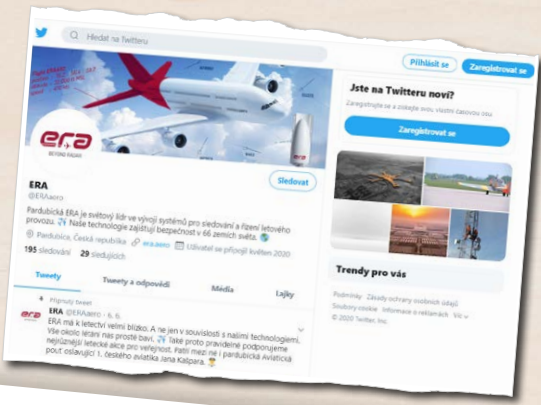 Hledat na Twitteru
Přihlásit se
Zaregistrovat se
era
BEYOND RADAR
era
Sledovat
ERA
@ERAaero
Pardubická ERA je světový lídr ve vývoji systémů pro sledování a řízení letového
provozu. ✈️ Naše technologie zajišťují bezpečnost v 66 zemích světa. 🌎
Pardubice, Česká republika era.aero Uživatel se připojil květen 2020
195 sledování 29 sledujících
Tweety Tweety a odpovědi Média Lajky
Připnutý tweet
ERA @ERAaero · 6. 6.
ERA má k letectví velmi blízko. A ne jen v souvislosti s našimi technologiemi.
Vše okolo létání nás prostě baví. ✈️ Také proto pravidelně podporujeme
nejrůznější letecké akce pro veřejnost. Patří mezi ně i pardubická Aviatická
pouť oslavující 1. českého aviatika Jana Kašpara.
Jste na Twitteru noví?
Zaregistrujte se a získejte svou vlastní časovou osu
Zaregistrovat se
Trendy pro vás
Podmínky Zásady ochrany osobních údajů
Soubory cookie Informace o reklamách Víc
© 2020 Twitter, Inc.